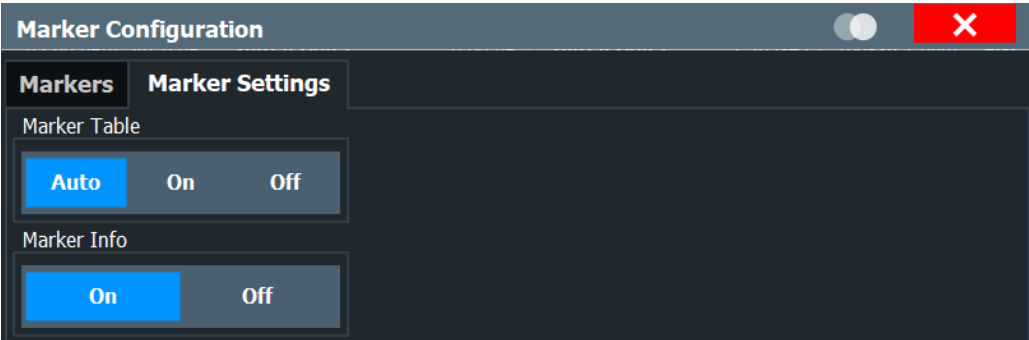 Marker Configuration
Markers Marker Settings
Marker Table
Auto On Off
Marker Info
On Off